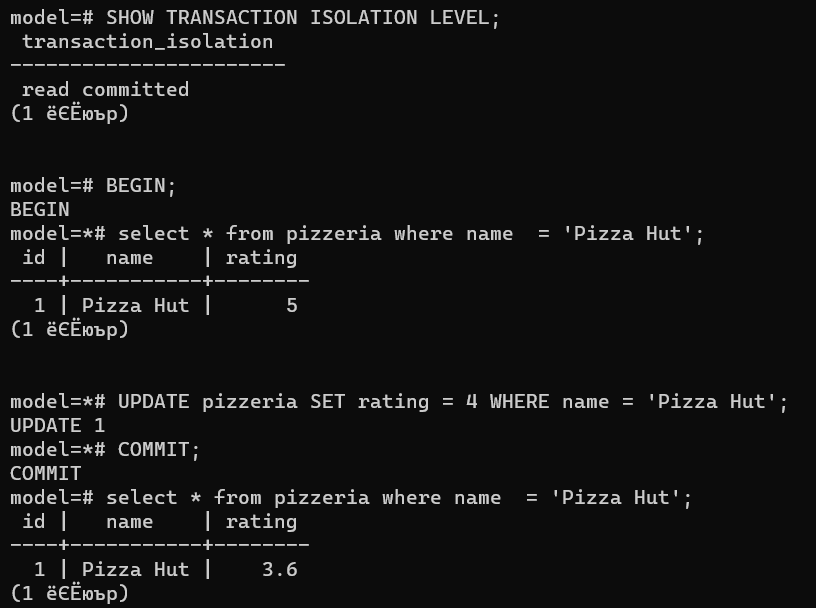 model=# SHOW TRANSACTION ISOLATION LEVEL;
 transaction_isolation
-----------------------
 read committed
(1 ёЄЁюър)
model=# BEGIN;
BEGIN
model=*# select * from pizzeria where name  = 'Pizza Hut';
 id |   name    | rating
----+-----------+--------
  1 | Pizza Hut |      5
(1 ёЄЁюър)
model=*# UPDATE pizzeria SET rating = 4 WHERE name = 'Pizza Hut';
UPDATE 1
model=*# COMMIT;
COMMIT
model=# select * from pizzeria where name  = 'Pizza Hut';
 id |   name    | rating
----+-----------+--------
  1 | Pizza Hut |    3.6
(1 ёЄЁюър)